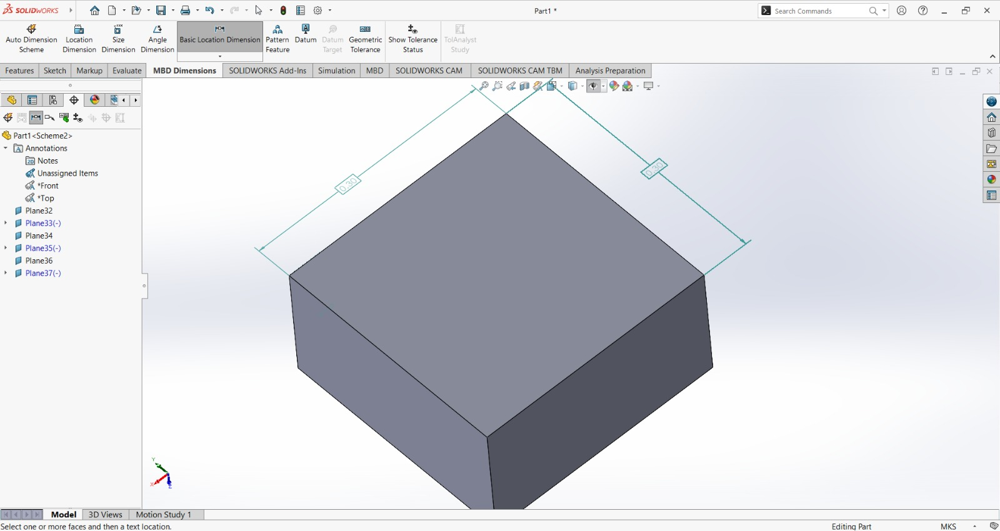 SOLIDWORKS
Part1 *
Search Commands
Auto Dimension Scheme
Location Dimension
Size Dimension
Angle Dimension
Basic Location Dimension
Pattern Feature
Datum
Datum Target
Geometric Tolerance
Show Tolerance Status
TolAnalyst Study
Features
Sketch
Markup
Evaluate
MBD Dimensions
SOLIDWORKS Add-Ins
Simulation
MBD
SOLIDWORKS CAM
SOLIDWORKS CAM TBM
Analysis Preparation
Part1<Scheme2>
Annotations
Notes
Unassigned Items
*Front
*Top
Plane32
Plane33(-)
Plane34
Plane35(-)
Plane36
Plane37(-)
0.30
0.30
Y
X
Z
Model
3D Views
Motion Study 1
Select one or more faces and then a text location.
Editing Part
MKS